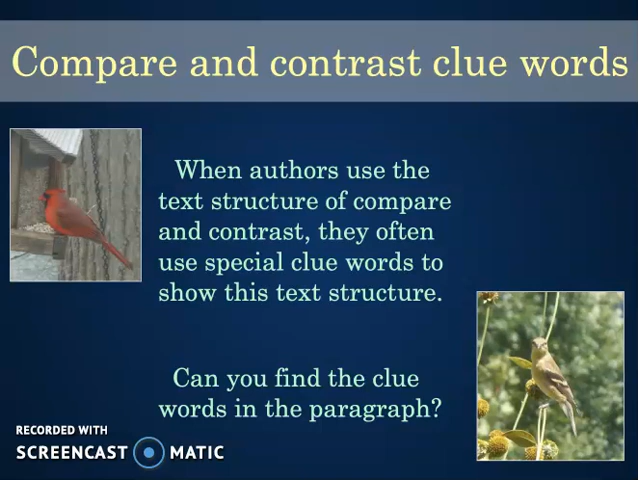 Compare and contrast clue words
When authors use the
text structure of compare
and contrast, they often
use special clue words to
show this text structure.
Can you find the clue
words in the paragraph?
RECORDED WITH
SCREENCAST MATIC